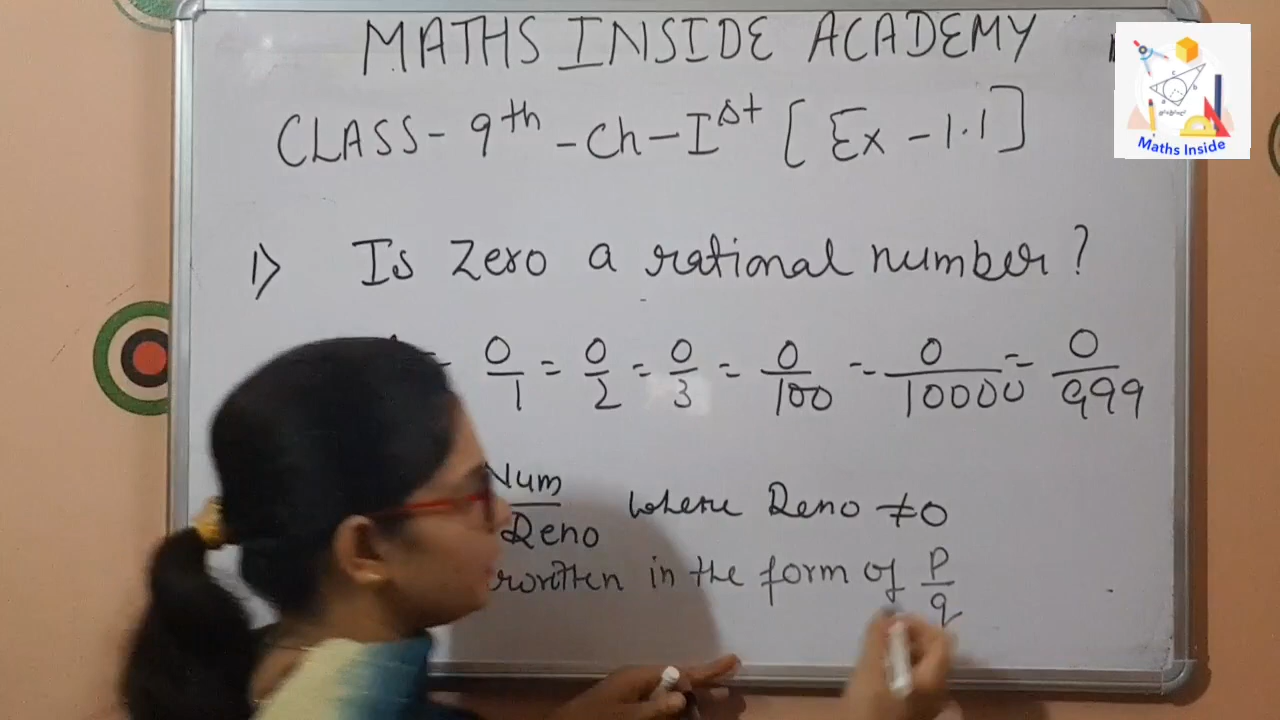 MATHS INSIDE ACADEMY
CLASS - 9th - Ch - Ist [Ex - 1.1]
1) Is Zero a rational number?
0/1 = 0/2 = 0/3 = 0/100 = 0/10000 = 0/999
Num/Deno where Deno ≠ 0
written in the form of p/q
Maths Inside